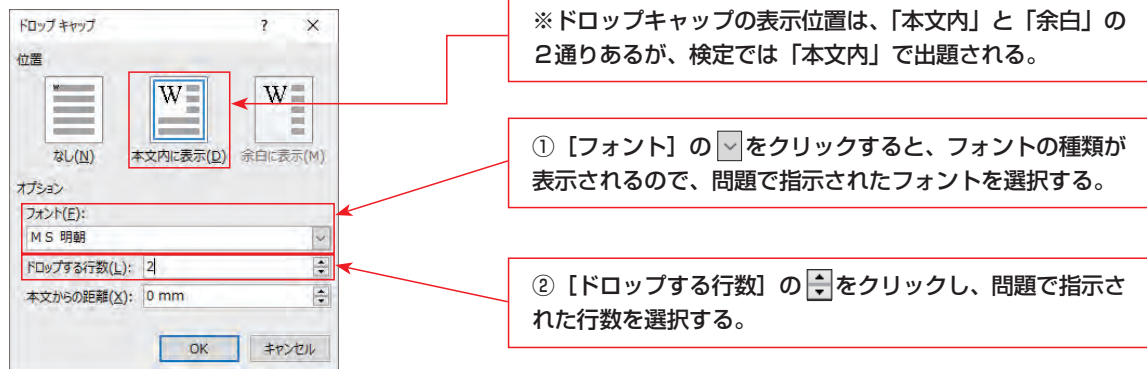 ドロップ キャップ ? ×
位置
W W W
なし(N) 本文内に表示(D) 余白に表示(M)
オプション
フォント(F):
MS 明朝
ドロップする行数(L): 2
本文からの距離(X): 0 mm
OK キャンセル
※ドロップキャップの表示位置は、「本文内」と「余白」の
2通りあるが、検定では「本文内」で出題される。
①［フォント］の をクリックすると、フォントの種類が
表示されるので、問題で指示されたフォントを選択する。
②［ドロップする行数］の をクリックし、問題で指示さ
れた行数を選択する。